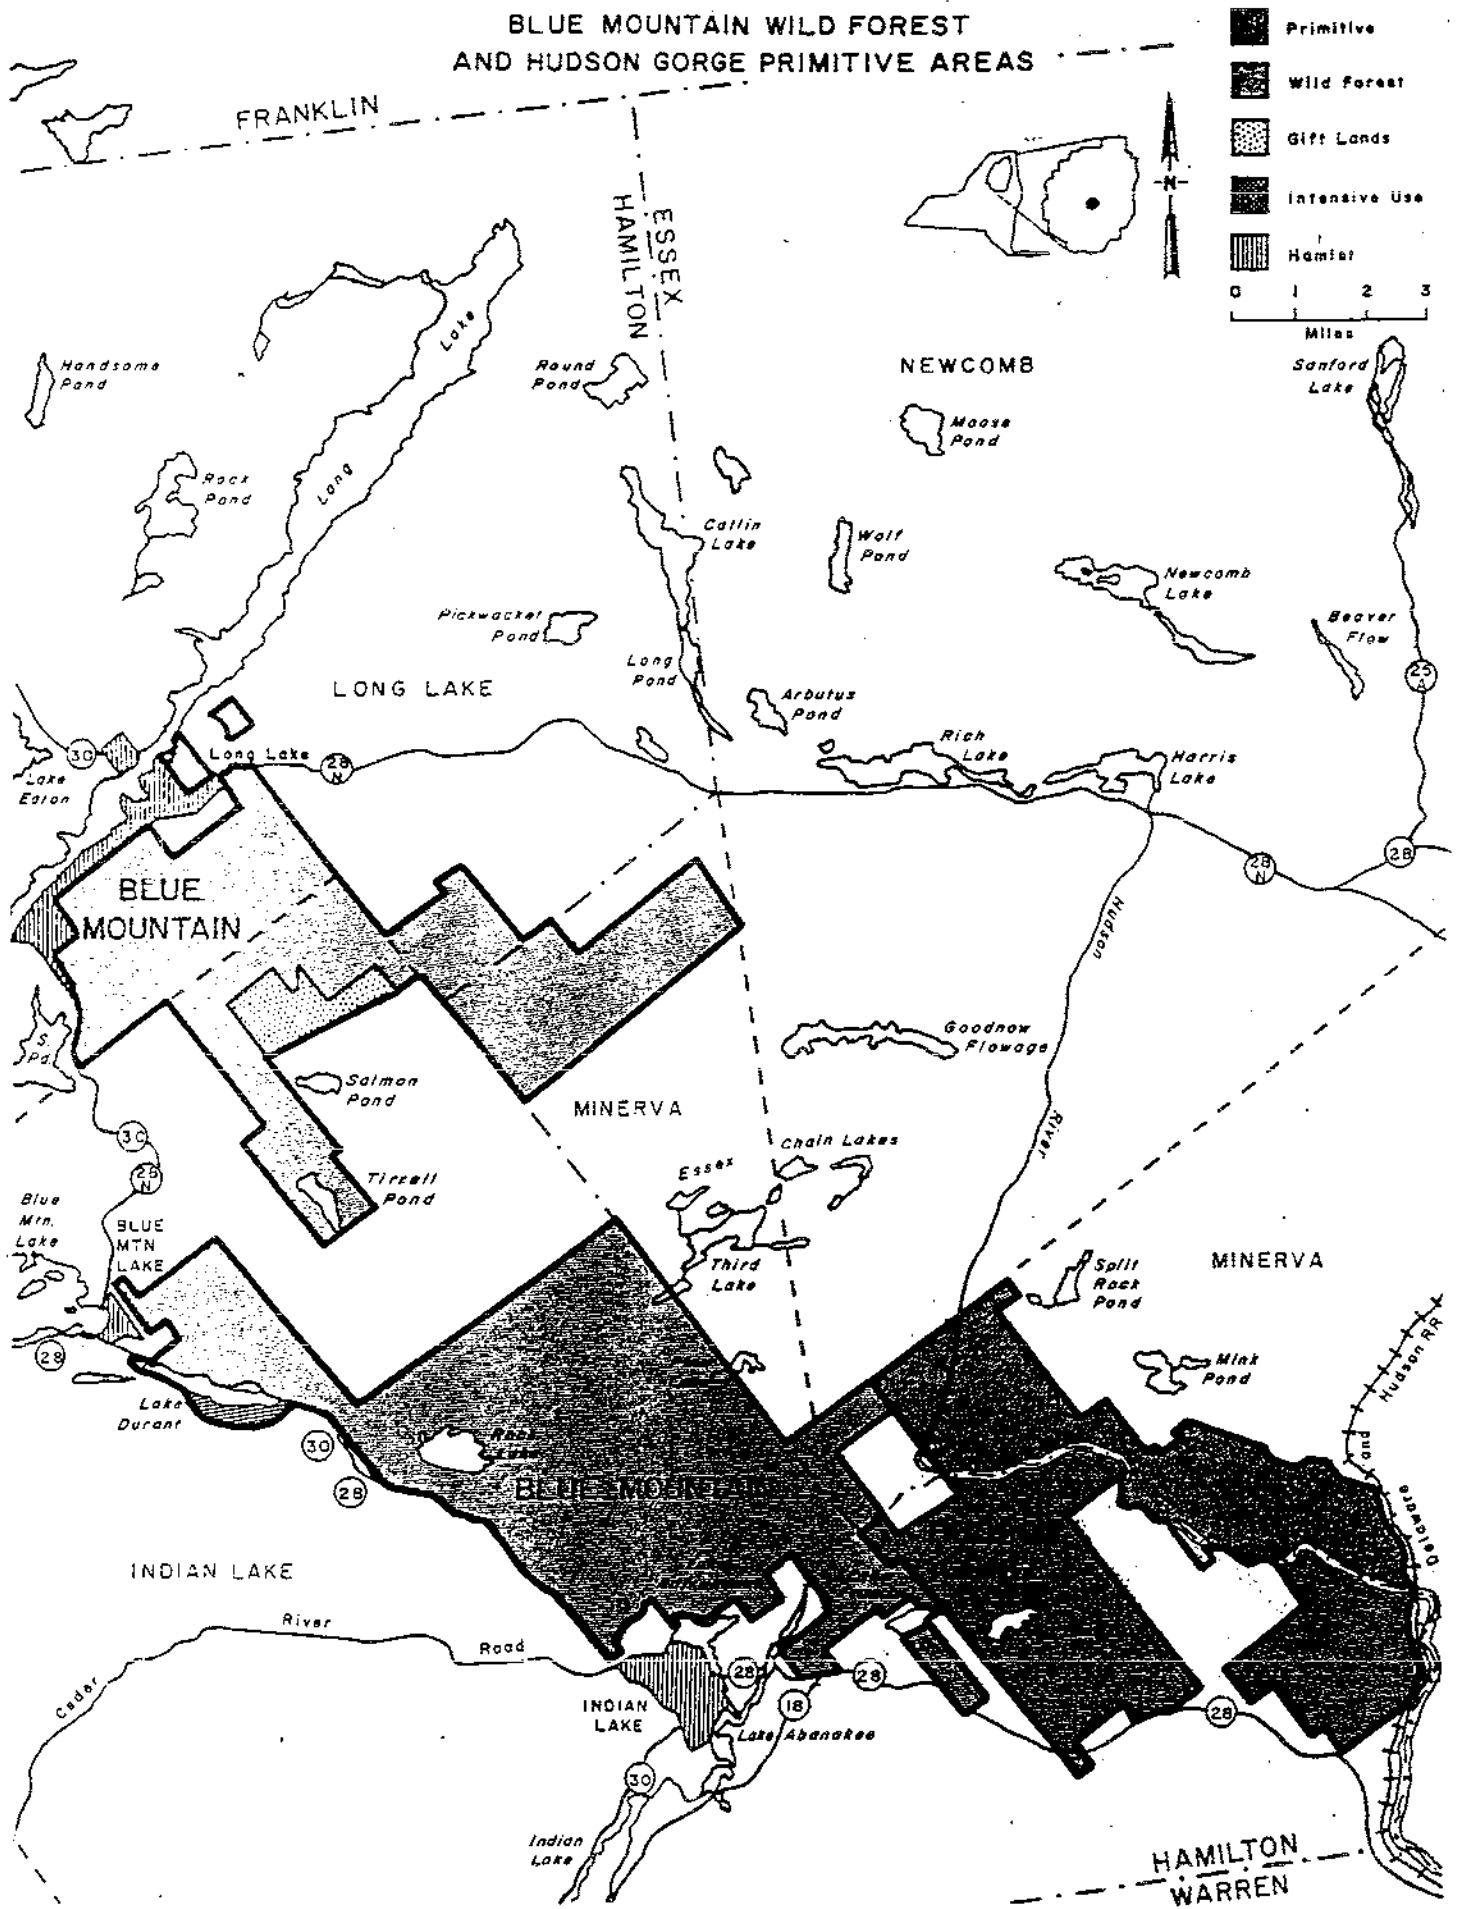 BLUE MOUNTAIN WILD FOREST
AND HUDSON GORGE PRIMITIVE AREAS
Primitive
Wild Forest
Gift Lands
Intensive Use
Hamlet
0 1 2 3
Miles
N
FRANKLIN
ESSEX
HAMILTON
Handsome
Pond
Lake
Long
Round
Pond
NEWCOMB
Moose
Pond
Sanford
Lake
Rock
Pond
Catlin
Lake
Wolf
Pond
Newcomb
Lake
Beaver
Flow
Pickwacket
Pond
Long
Pond
Arbutus
Pond
25
A
LONG LAKE
30
Long Lake
28
N
Rich
Lake
Harris
Lake
Lake
Eaton
28
N
28
BLUE
MOUNTAIN
Hudson
River
S.
Pd.
Goodnow
Flowage
Salmon
Pond
MINERVA
30
28
N
Chain Lakes
Essex
Tirrell
Pond
Blue
Mtn.
Lake
BLUE
MTN
LAKE
Third
Lake
Split
Rock
Pond
MINERVA
28
Mink
Pond
Hudson RR
and
Delaware
Lake
Durant
30
28
Rock
Lake
BLUE MOUNTAIN
INDIAN LAKE
Cedar
River
Road
28
28
28
18
INDIAN
LAKE
Lake Abanakee
30
Indian
Lake
HAMILTON
WARREN